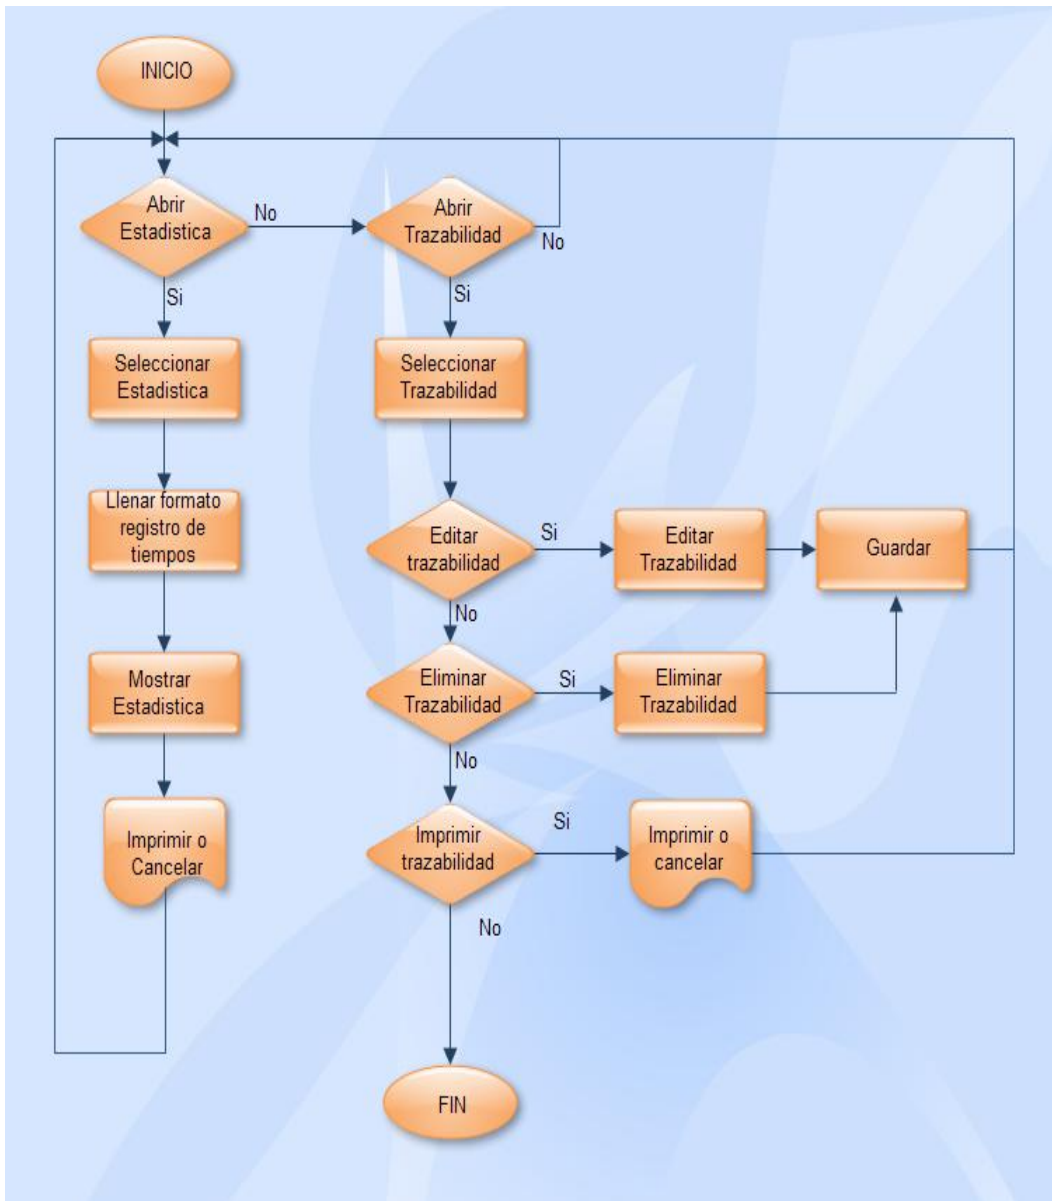 INICIO
Abrir
Estadistica
No
Abrir
Trazabilidad
No
Si
Si
Seleccionar
Estadistica
Seleccionar
Trazabilidad
Llenar formato
registro de
tiempos
Editar
trazabilidad
Si
Editar
Trazabilidad
Guardar
No
Mostrar
Estadistica
Eliminar
Trazabilidad
Si
Eliminar
Trazabilidad
No
Imprimir o
Cancelar
Imprimir
trazabilidad
Si
Imprimir o
cancelar
No
FIN